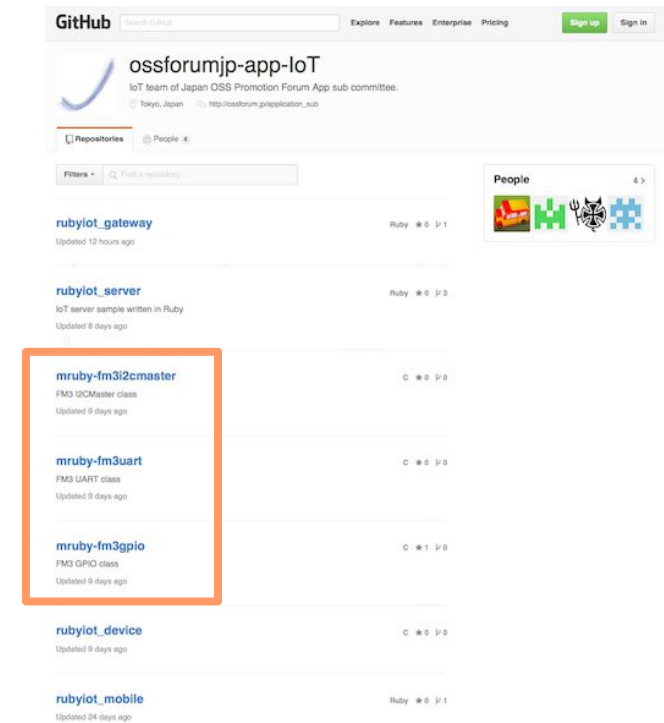 GitHub Search GitHub Explore Features Enterprise Pricing Sign up Sign in
ossforumjp-app-IoT
IoT team of Japan OSS Promotion Forum App sub committee.
Tokyo, Japan http://ossforum.jp/application_sub
Repositories People 4
Filters Find a repository...
People 4 >
rubyiot_gateway Ruby 0 1
Updated 12 hours ago
rubyiot_server Ruby 0 3
IoT server sample written in Ruby
Updated 8 days ago
mruby-fm3i2cmaster C 0 0
FM3 I2CMaster class
Updated 9 days ago
mruby-fm3uart C 0 0
FM3 UART class
Updated 9 days ago
mruby-fm3gpio C 1 0
FM3 GPIO class
Updated 9 days ago
rubyiot_device C 0 0
Updated 9 days ago
rubyiot_mobile Ruby 0 1
Updated 24 days ago